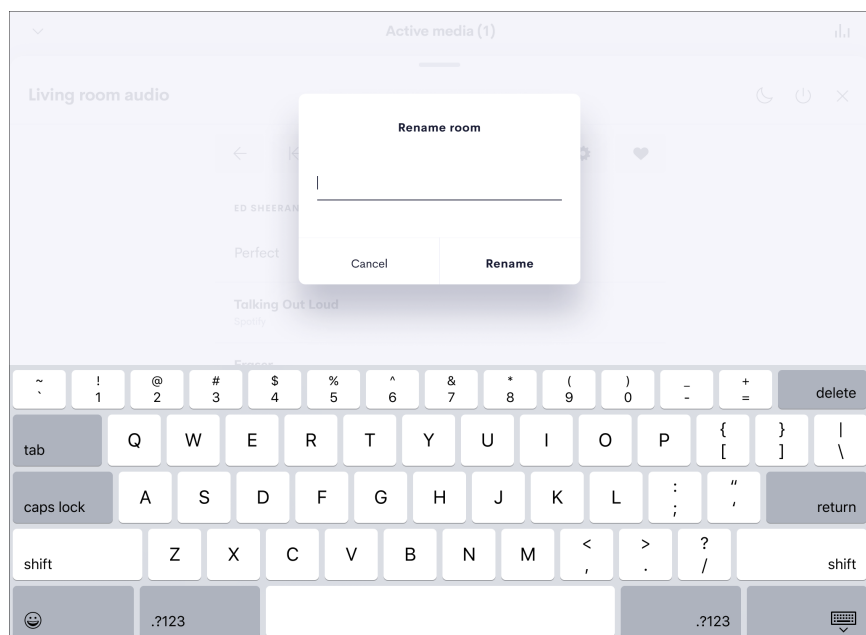 Active media (1)
Living room audio
Rename room
ED SHEERAN
Perfect
Cancel
Rename
Talking Out Loud
Spotify
Eraser
~ ! @ # $ % ^ & * ( ) _ +
` 1 2 3 4 5 6 7 8 9 0 - = delete
tab Q W E R T Y U I O P { } |
[ ] \
caps lock A S D F G H J K L : “ return
; ‘
shift Z X C V B N M < > ? shift
, . /
.?123 .?123